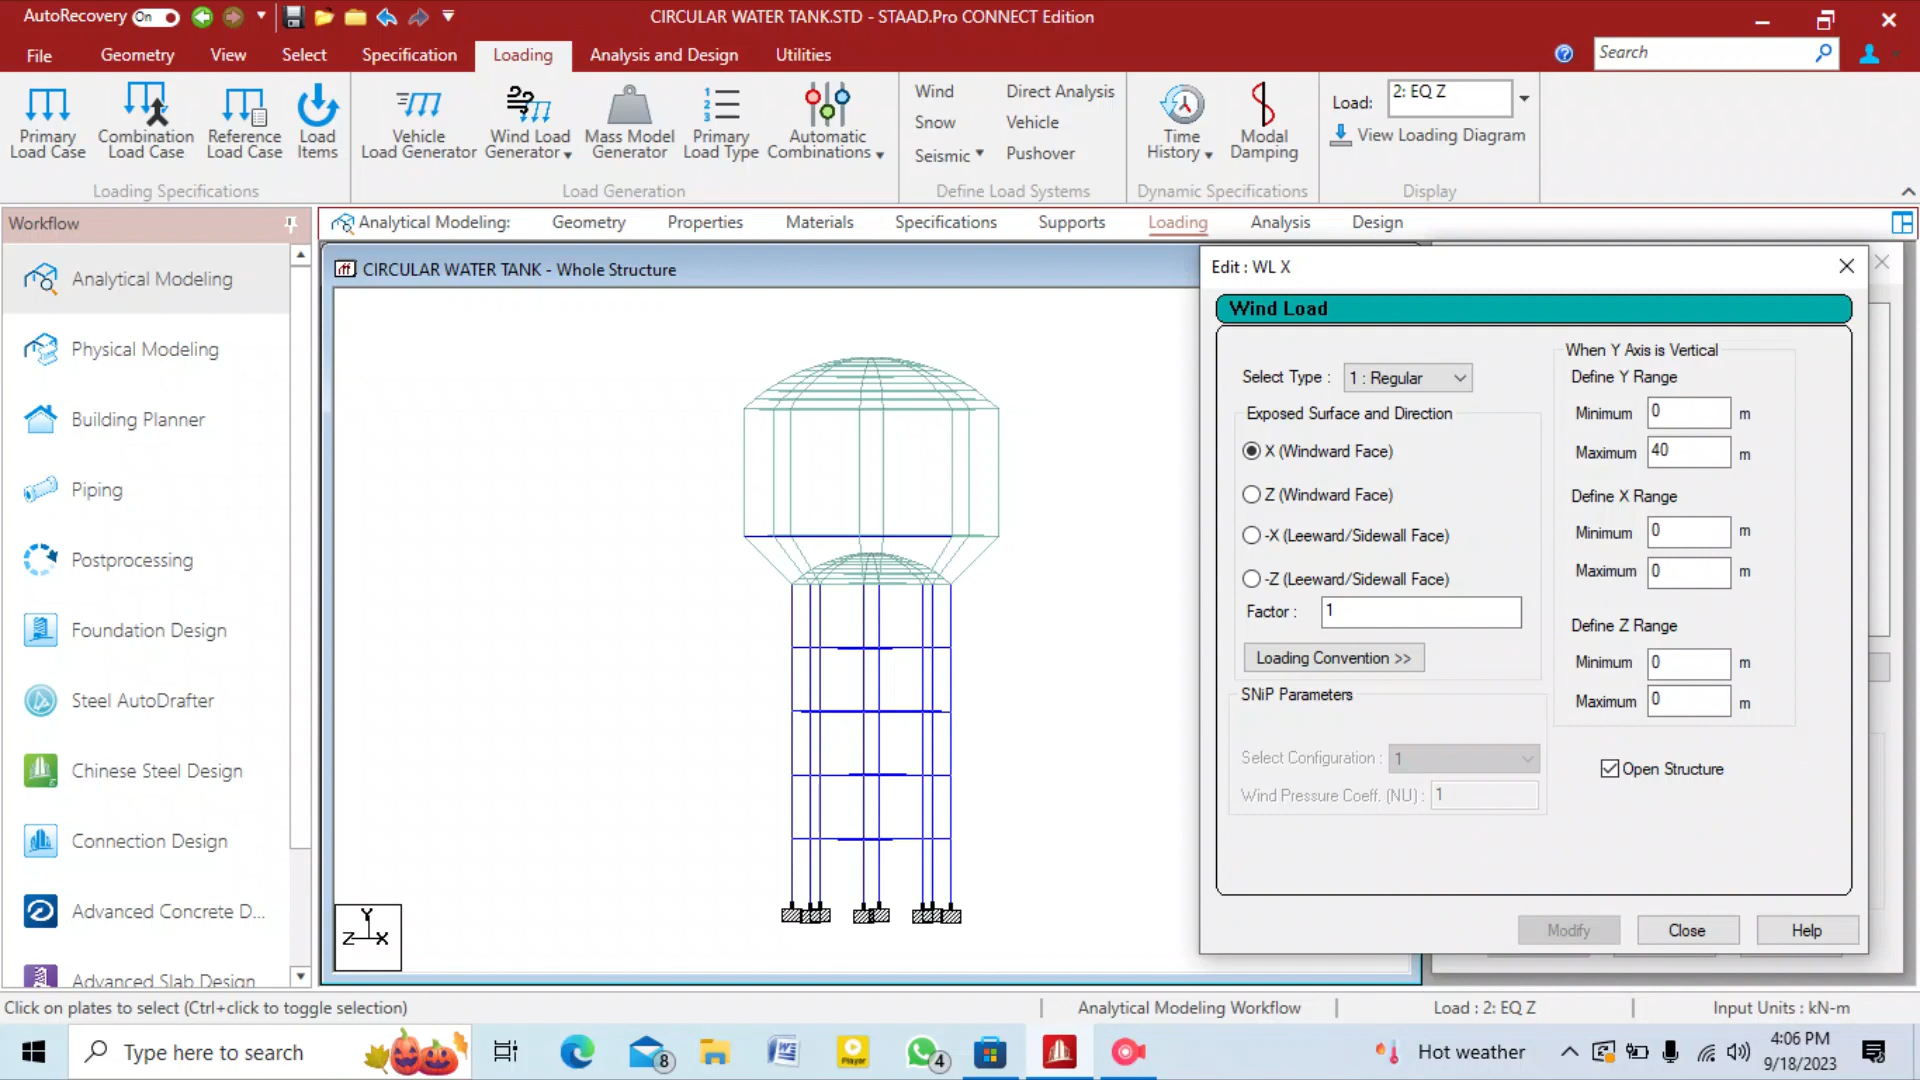 AutoRecovery On
CIRCULAR WATER TANK.STD - STAAD.Pro CONNECT Edition
File Geometry View Select Specification Loading Analysis and Design Utilities
Search
Primary Load Case
Combination Load Case
Reference Load Case
Load Items
Loading Specifications
Vehicle Load Generator
Wind Load Generator
Mass Model Generator
Primary Load Type
Automatic Combinations
Load Generation
Wind
Snow
Seismic
Direct Analysis
Vehicle
Pushover
Define Load Systems
Time History
Modal Damping
Dynamic Specifications
Load: 2: EQ Z
View Loading Diagram
Display
Workflow
Analytical Modeling: Geometry Properties Materials Specifications Supports Loading Analysis Design
Analytical Modeling
Physical Modeling
Building Planner
Piping
Postprocessing
Foundation Design
Steel AutoDrafter
Chinese Steel Design
Connection Design
Advanced Concrete D...
Advanced Slab Design
CIRCULAR WATER TANK - Whole Structure
Y
Z X
Edit : WL X
Wind Load
Select Type : 1 : Regular
Exposed Surface and Direction
X (Windward Face)
Z (Windward Face)
-X (Leeward/Sidewall Face)
-Z (Leeward/Sidewall Face)
Factor : 1
Loading Convention >>
SNiP Parameters
Select Configuration : 1
Wind Pressure Coeff. (NU) : 1
When Y Axis is Vertical
Define Y Range
Minimum 0 m
Maximum 40 m
Define X Range
Minimum 0 m
Maximum 0 m
Define Z Range
Minimum 0 m
Maximum 0 m
Open Structure
Modify Close Help
Click on plates to select (Ctrl+click to toggle selection)
Analytical Modeling Workflow
Load : 2: EQ Z
Input Units : kN-m
Type here to search
8
Player
4
Hot weather
4:06 PM
9/18/2023